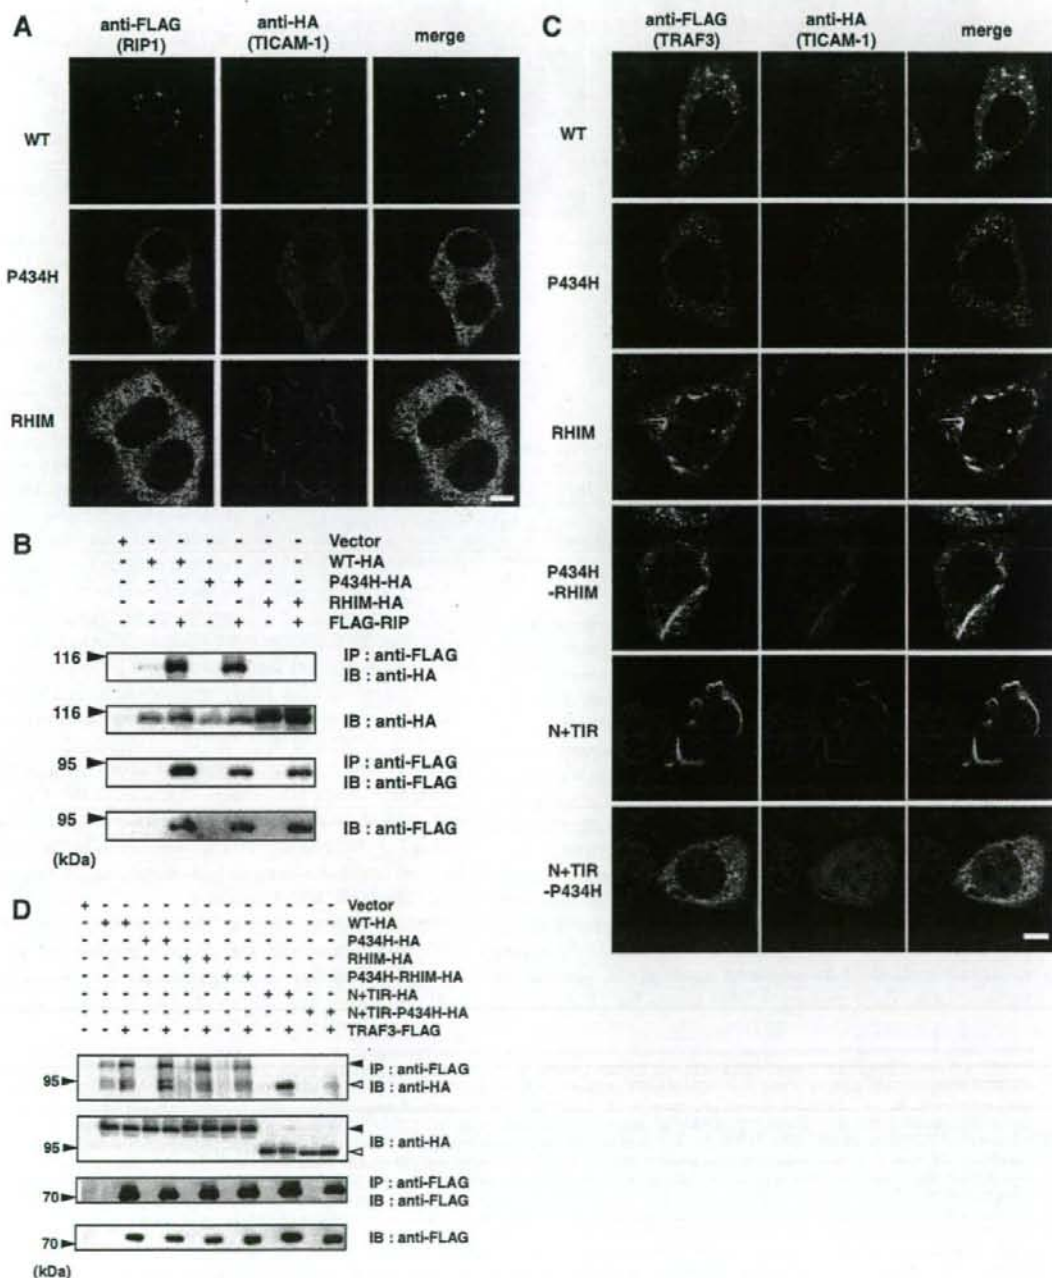 A
anti-FLAG
(RIP1)
anti-HA
(TICAM-1)
merge
WT
P434H
RHIM
B
- + - - - - - Vector
- + + - - - - WT-HA
- - - + + - - P434H-HA
- - - - - + + RHIM-HA
- - + - + - + FLAG-RIP
116
IP : anti-FLAG
IB : anti-HA
116
IB : anti-HA
95
IP : anti-FLAG
IB : anti-FLAG
95
IB : anti-FLAG
(kDa)
C
anti-FLAG
(TRAF3)
anti-HA
(TICAM-1)
merge
WT
P434H
RHIM
P434H
-RHIM
N+TIR
N+TIR
-P434H
D
+ - - - - - - - - - - - - Vector
- + + - - - - - - - - - - WT-HA
- - - + + - - - - - - - - P434H-HA
- - - - - + + - - - - - - RHIM-HA
- - - - - - - + + - - - - P434H-RHIM-HA
- - - - - - - - - + + - - N+TIR-HA
- - - - - - - - - - - + + N+TIR-P434H-HA
- - + - + - + - + - + - + TRAF3-FLAG
95
IP : anti-FLAG
IB : anti-HA
95
IB : anti-HA
70
IP : anti-FLAG
IB : anti-FLAG
70
IB : anti-FLAG
(kDa)